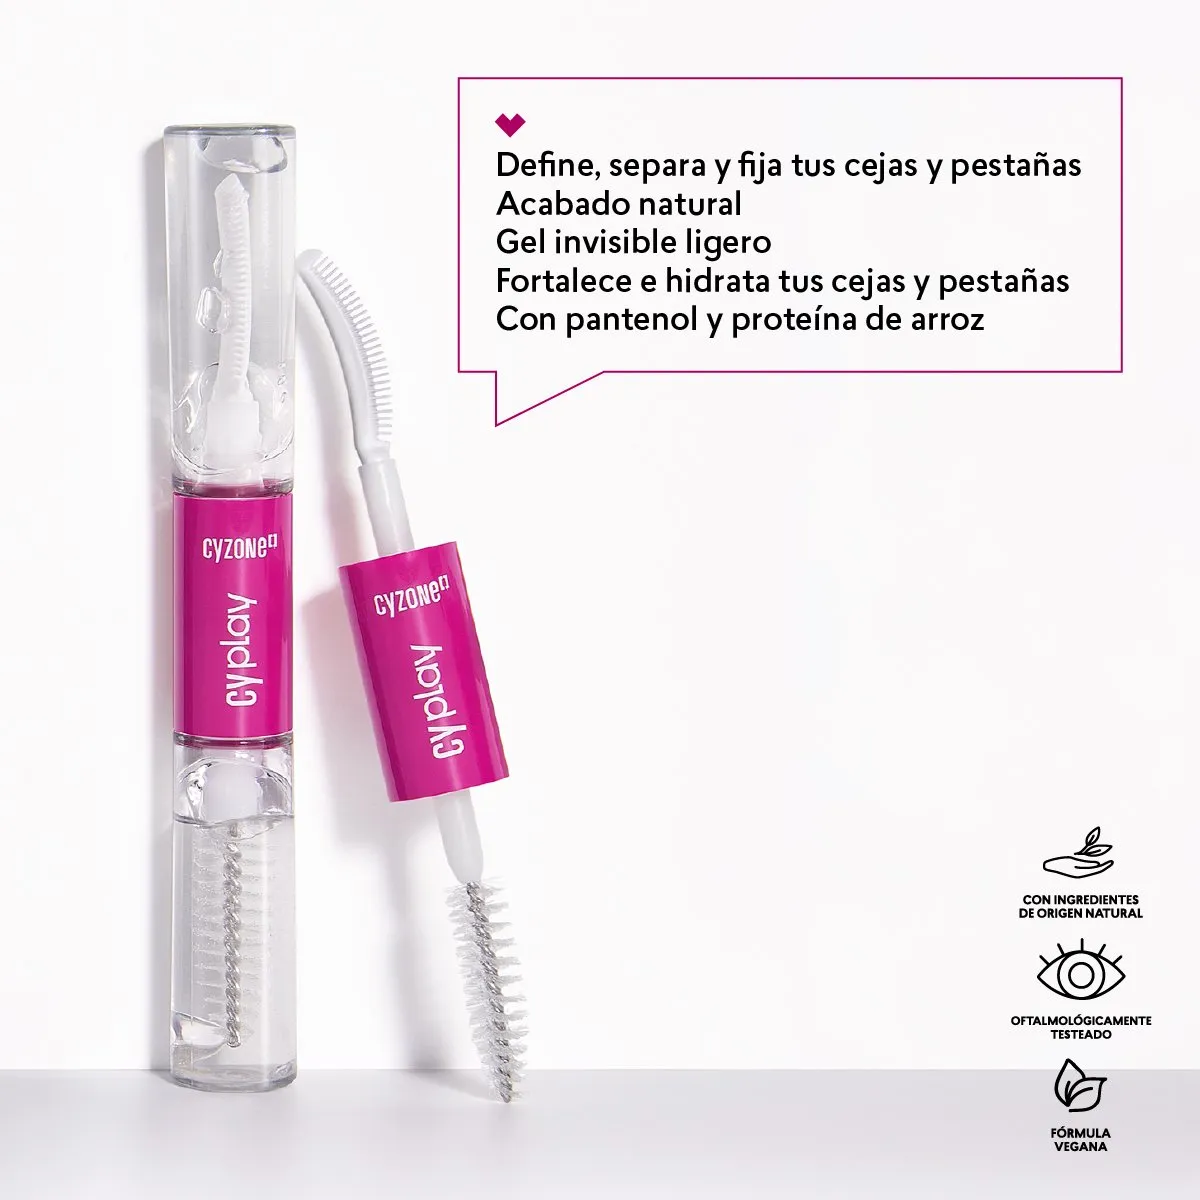 Define, separa y fija tus cejas y pestañas
Acabado natural
Gel invisible ligero
Fortalece e hidrata tus cejas y pestañas
Con pantenol y proteína de arroz
CYZONE
cyplay
CYZONE
cyplay
CON INGREDIENTES
DE ORIGEN NATURAL
OFTALMOLÓGICAMENTE
TESTEADO
FÓRMULA
VEGANA